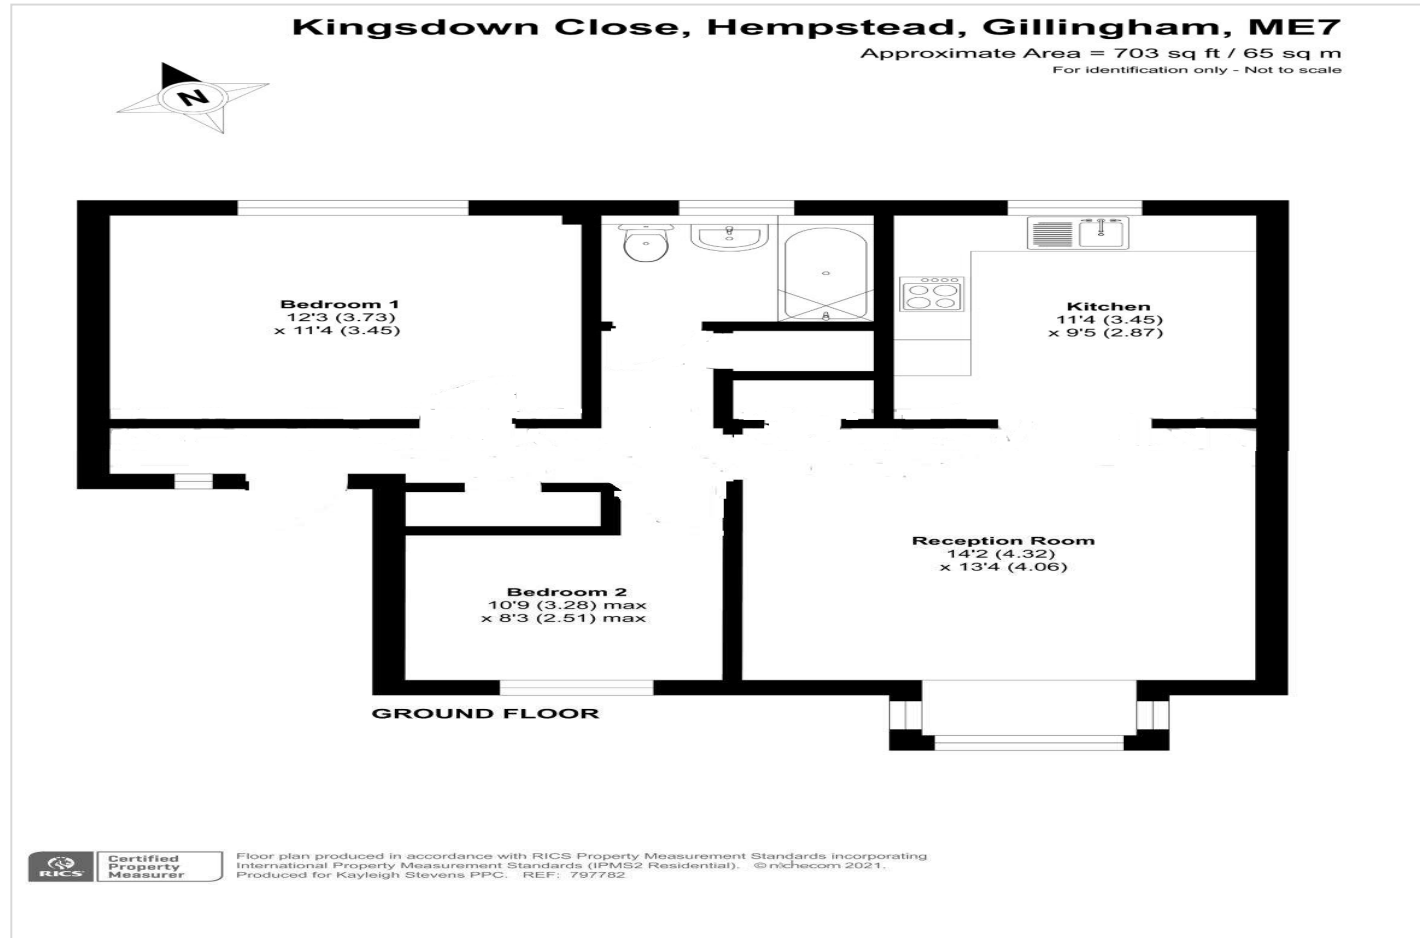 Kingsdown Close, Hempstead, Gillingham, ME7
Approximate Area = 703 sq ft / 65 sq m
For identification only - Not to scale
N
Bedroom 1
12'3 (3.73)
x 11'4 (3.45)
Kitchen
11'4 (3.45)
x 9'5 (2.87)
Reception Room
14'2 (4.32)
x 13'4 (4.06)
Bedroom 2
10'9 (3.28) max
x 8'3 (2.51) max
GROUND FLOOR
RICS
Certified
Property
Measurer
Floor plan produced in accordance with RICS Property Measurement Standards incorporating
International Property Measurement Standards (IPMS2 Residential). © nichecom 2021.
Produced for Kayleigh Stevens PPC. REF: 797782